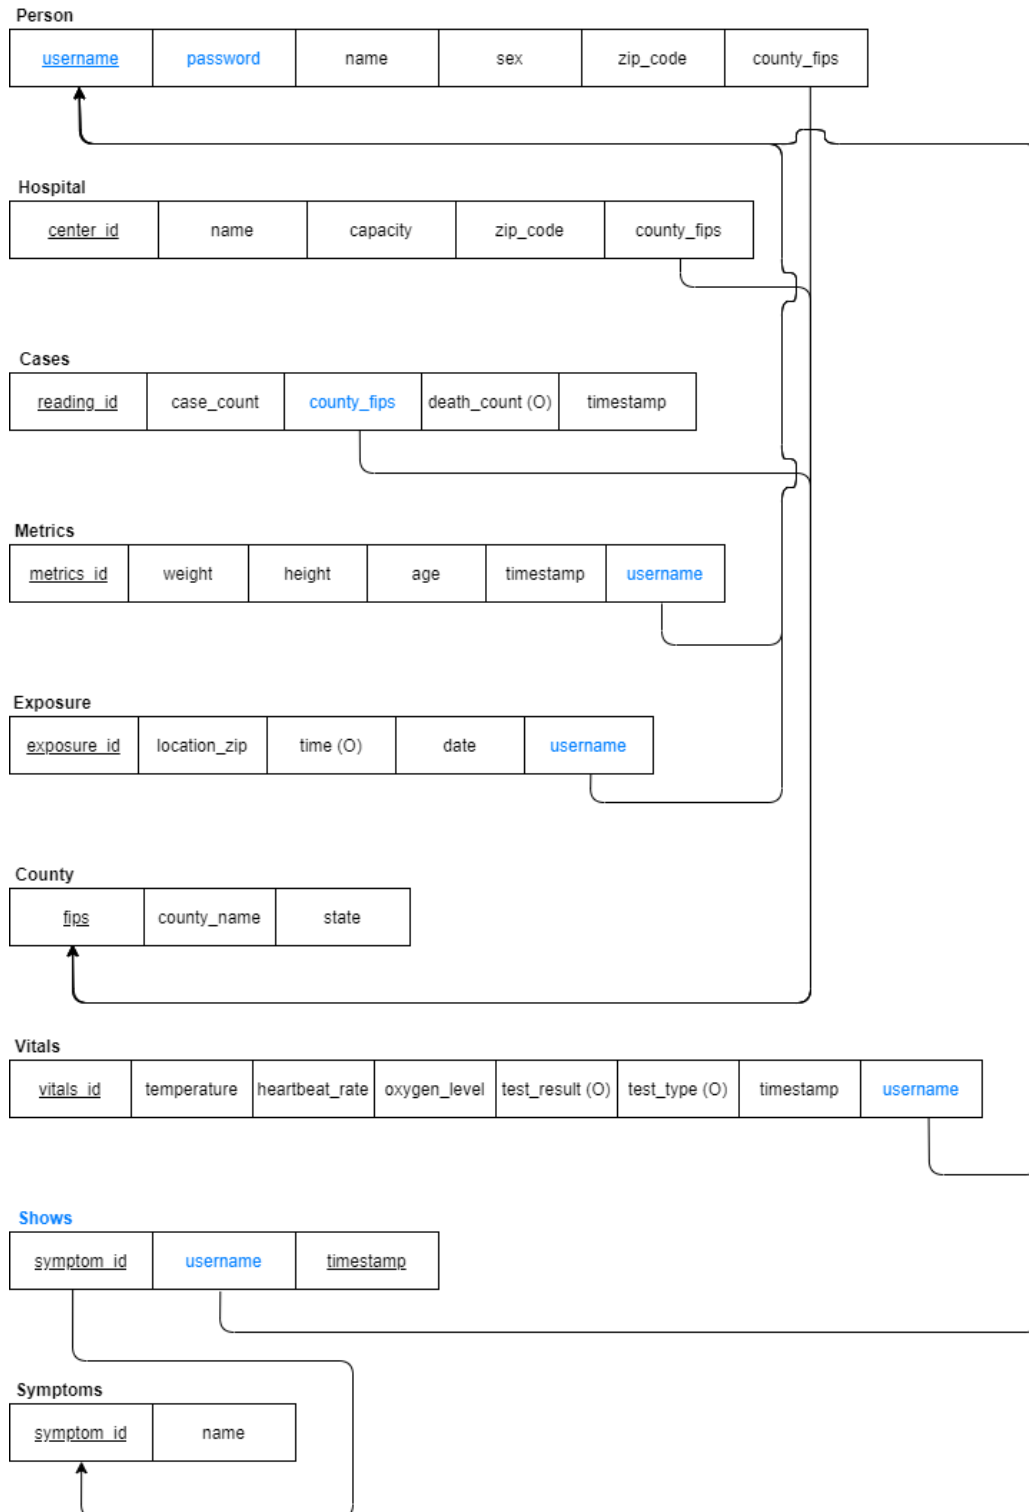 Person
username password name sex zip_code county_fips
Hospital
center_id name capacity zip_code county_fips
Cases
reading_id case_count county_fips death_count (O) timestamp
Metrics
metrics_id weight height age timestamp username
Exposure
exposure_id location_zip time (O) date username
County
fips county_name state
Vitals
vitals_id temperature heartbeat_rate oxygen_level test_result (O) test_type (O) timestamp username
Shows
symptom_id username timestamp
Symptoms
symptom_id name